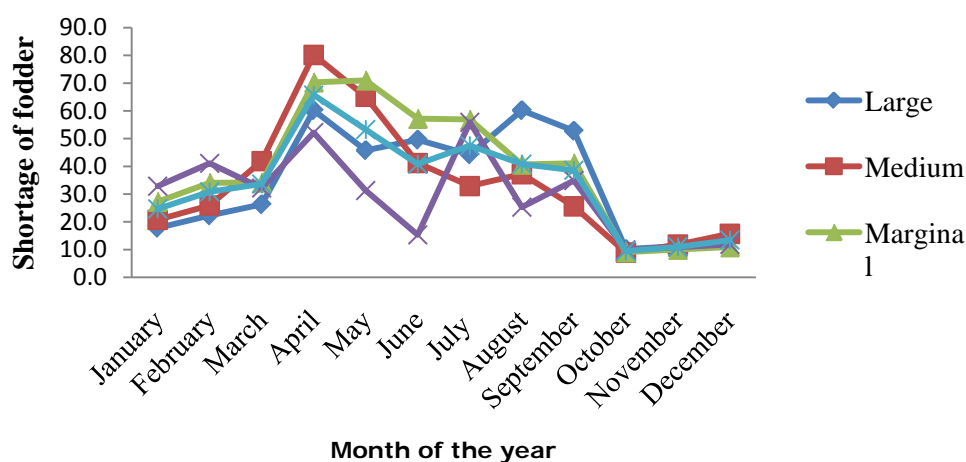 Shortage of fodder
90.0
80.0
70.0
60.0
50.0
40.0
30.0
20.0
10.0
0.0
January
February
March
April
May
June
July
August
September
October
November
December
Month of the year
Large
Medium
Margina
l